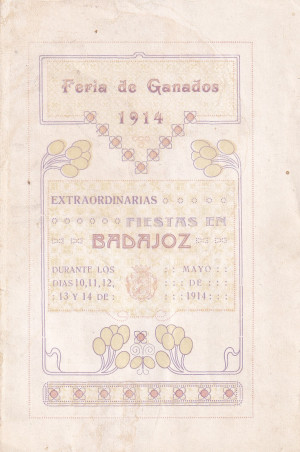 Feria de Ganados
1914
EXTRAORDINARIAS
FIESTAS EN
BADAJOZ
DURANTE LOS : : MAYO : :
DIAS 10, 11, 12, : : : DE : : :
: 13 Y 14 DE : : : 1914 : :